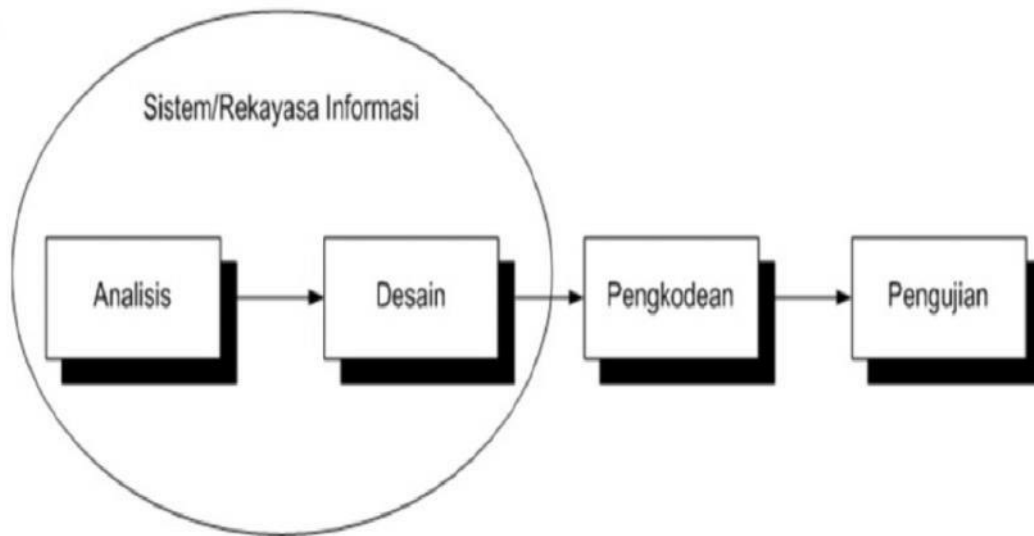 Sistem/Rekayasa Informasi
Analisis
Desain
Pengkodean
Pengujian